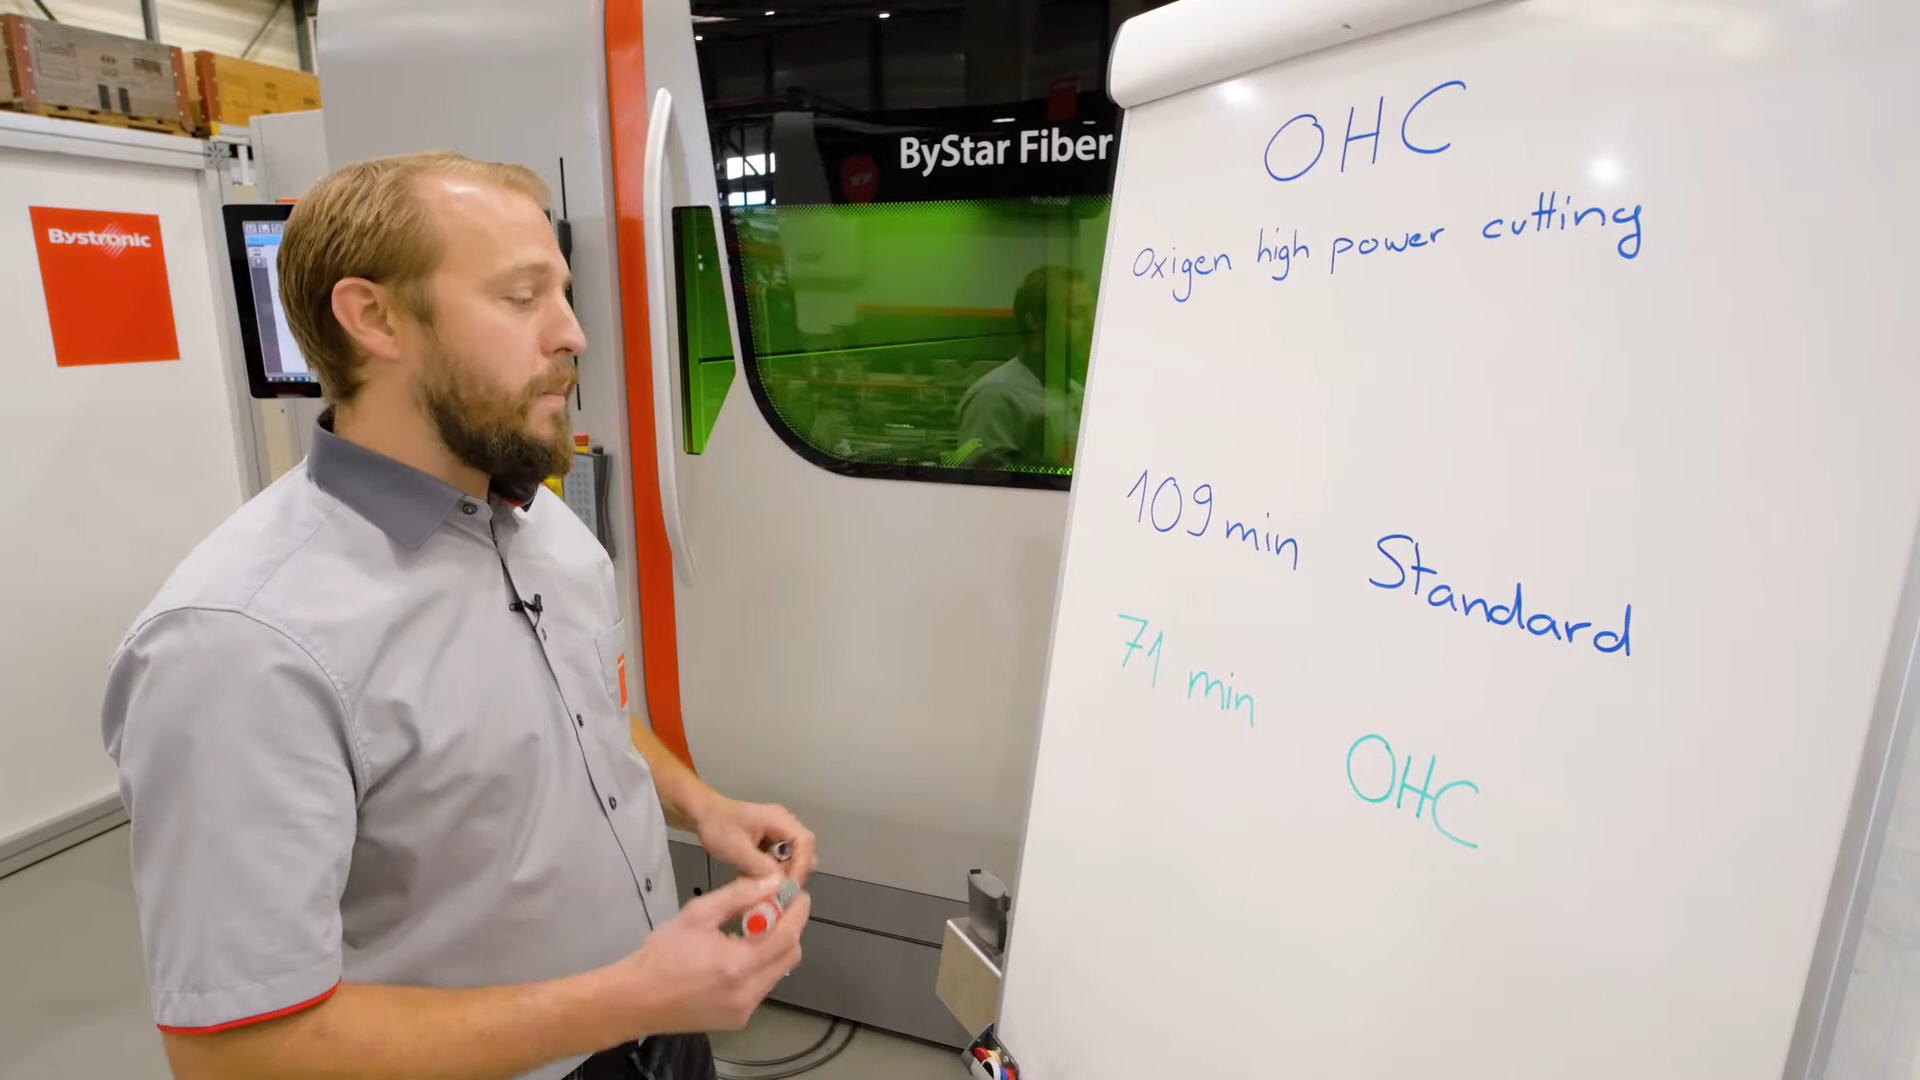 Bystronic
ByStar Fiber
OHC
Oxigen high power cutting
109 min Standard
71 min
OHC